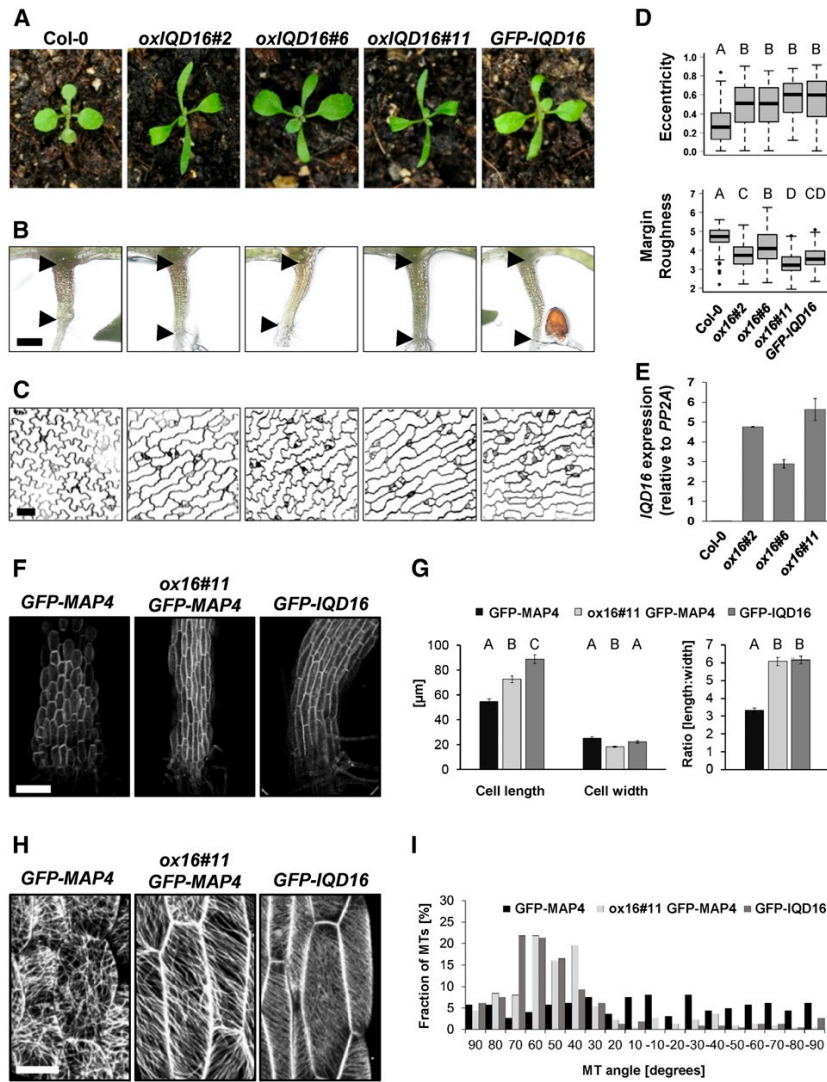 A
Col-0 oxIQD16#2 oxIQD16#6 oxIQD16#11 GFP-IQD16
B
C
D
A B B B B
Eccentricity
1.0
0.8
0.6
0.4
0.2
0.0
A C B D CD
Margin
Roughness
7
6
5
4
3
2
Col-0 ox16#2 ox16#6 ox16#11 GFP-IQD16
E
IQD16 expression
(relative to PP2A)
7
6
5
4
3
2
1
0
Col-0 ox16#2 ox16#6 ox16#11
F
GFP-MAP4 ox16#11 GFP-MAP4 GFP-IQD16
G
GFP-MAP4 ox16#11 GFP-MAP4 GFP-IQD16
[µm]
100
80
60
40
20
0
A B C A B A
Cell length Cell width
Ratio [length:width]
7
6
5
4
3
2
1
0
A B B
H
GFP-MAP4 ox16#11 GFP-MAP4 GFP-IQD16
I
GFP-MAP4 ox16#11 GFP-MAP4 GFP-IQD16
Fraction of MTs [%]
30
25
20
15
10
5
0
90 80 70 60 50 40 30 20 10 -10 -20 -30 -40 -50 -60 -70 -80 -90
MT angle [degrees]